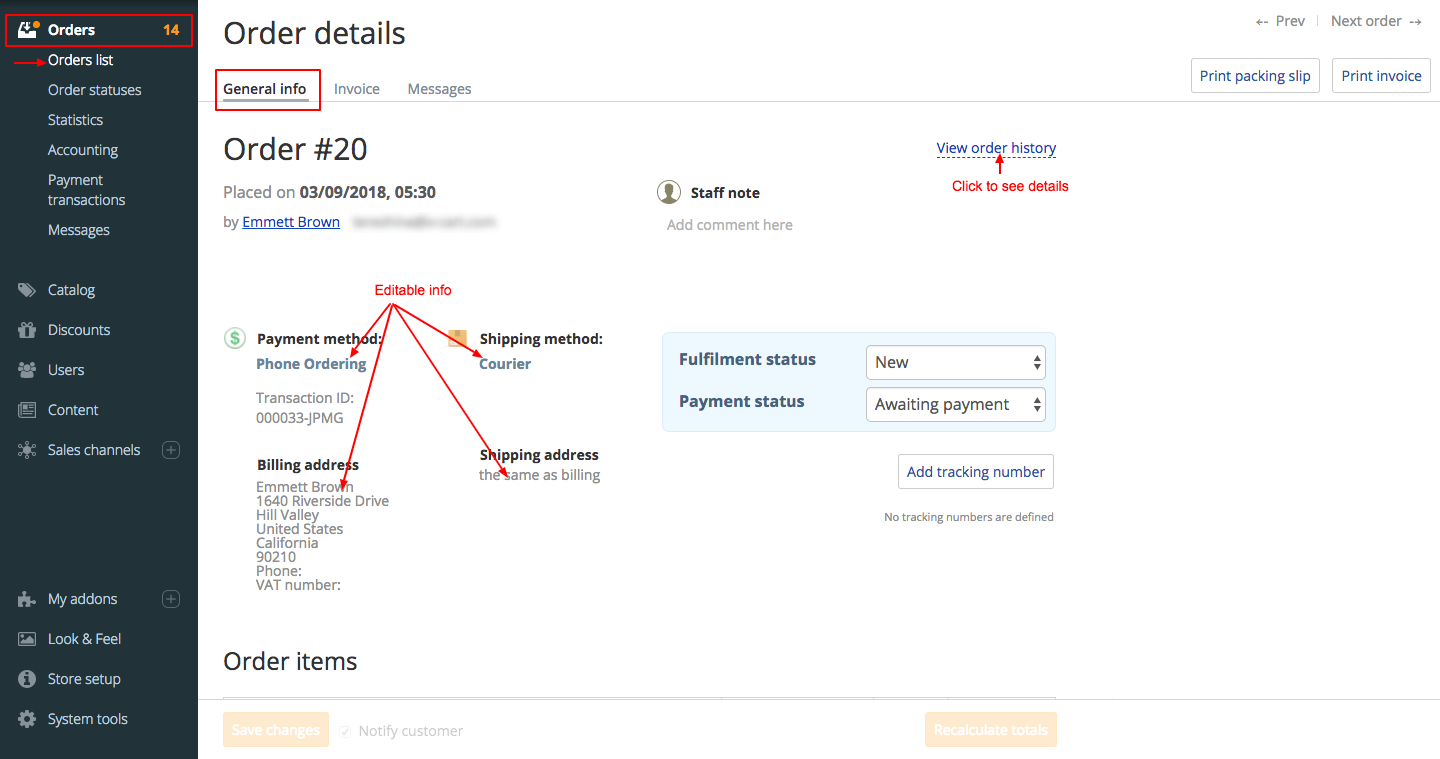 Orders 14
Orders list
Order statuses
Statistics
Accounting
Payment
transactions
Messages
Catalog
Discounts
Users
Content
Sales channels
My addons
Look & Feel
Store setup
System tools
Order details
← Prev
Next order →
General info
Invoice
Messages
Print packing slip
Print invoice
Order #20
View order history
Click to see details
Placed on 03/09/2018, 05:30
by Emmett Brown
Staff note
Add comment here
Editable info
Payment method:
Phone Ordering
Transaction ID:
000033-JPMG
Shipping method:
Courier
Fulfilment status New
Payment status Awaiting payment
Billing address
Emmett Brown
1640 Riverside Drive
Hill Valley
United States
California
90210
Phone:
VAT number:
Shipping address
the same as billing
Add tracking number
No tracking numbers are defined
Order items
Save changes
Notify customer
Recalculate totals